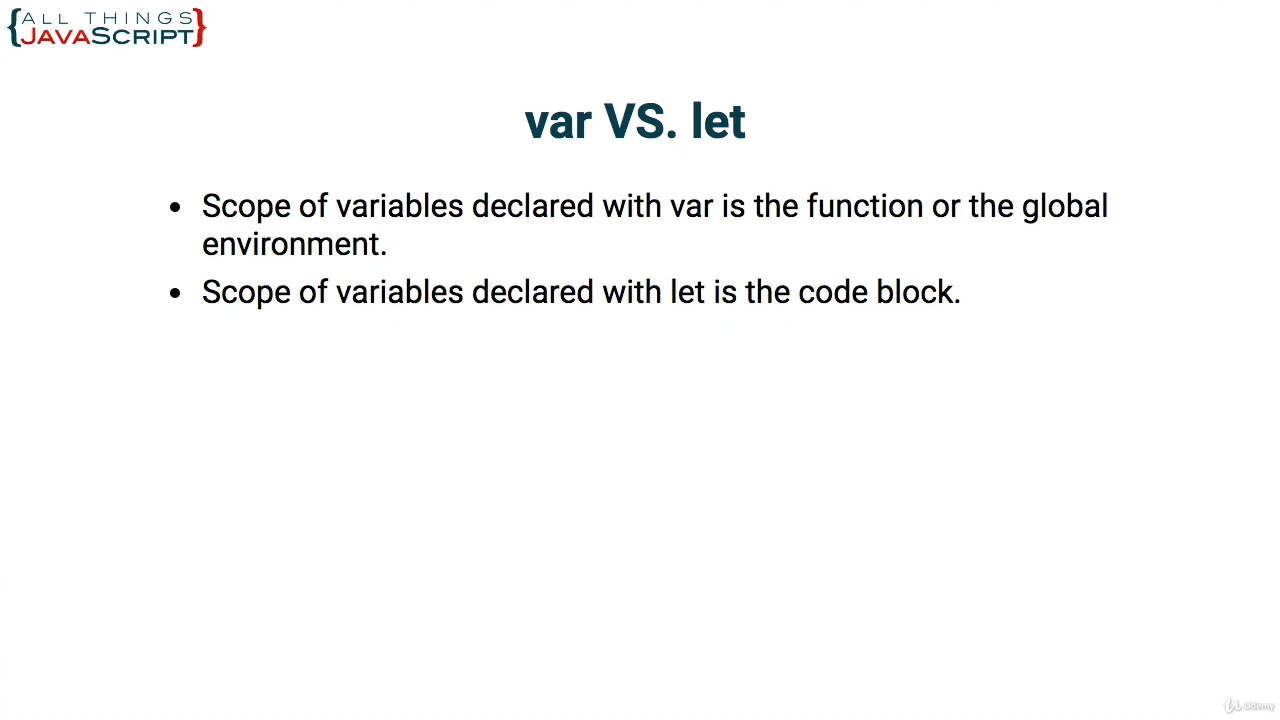 {ALL THINGS
JAVASCRIPT}
var VS. let
• Scope of variables declared with var is the function or the global
environment.
• Scope of variables declared with let is the code block.
Udemy